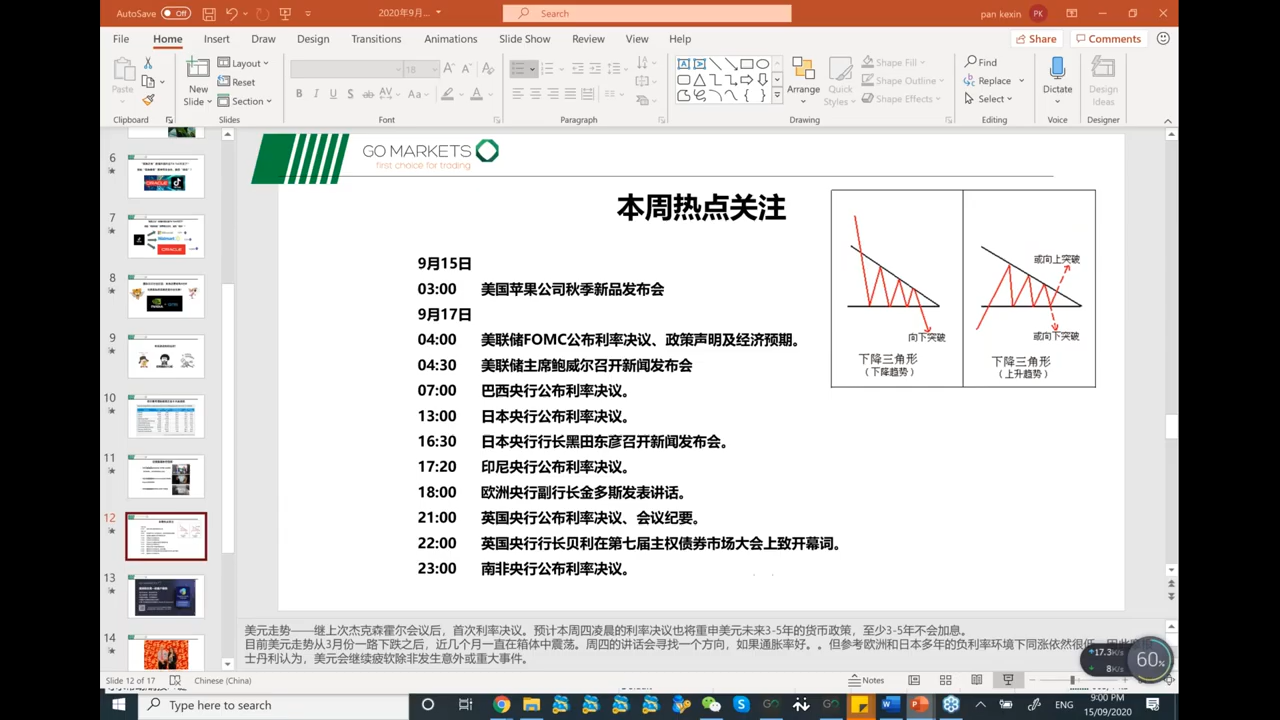 AutoSave
Off
2020年9月...
Search
pan kexin
PK
File
Home
Insert
Draw
Design
Transitions
Animations
Slide Show
Review
View
Help
Share
Comments
Paste
New
Slide
Layout
Reset
Section
18
Shape Fill
Shape Outline
Shape Effects
Arrange
Quick
Styles
Find
Replace
Select
Dictate
Design
Ideas
Clipboard
Slides
Font
Paragraph
Drawing
Editing
Voice
Designer
6
7
8
9
10
11
12
13
14
GO MARKETS
first choice for trading
本周热点关注
9月15日
03:00 美国苹果公司秋季新品发布会
9月17日
04:00 美联储FOMC公布利率决议、政策声明及经济预期。
04:30 美联储主席鲍威尔召开新闻发布会
07:00 巴西央行公布利率决议。
13:00 日本央行公布利率决议。
16:30 日本央行行长黑田东彦召开新闻发布会。
17:20 印尼央行公布利率决议。
18:00 欧洲央行副行长金多斯发表讲话。
21:00 英国央行公布利率决议、会议纪要。
22:00 英国央行行长贝利在第七届主权债券市场大会上致开幕词。
23:00 南非央行公布利率决议。
或向上突破
向下突破
或向下突破
下降三角形
（下降趋势）
下降三角形
（上升趋势）
美元走势——继上次杰克森霍尔会议后，首次利率决议。预计本周四凌晨的利率决议也将重申美元未来3-5年的货币政策，至少3-5年不会加息。
目前美元走势从3月份一路下跌之后，近几个月一直在箱体中震荡。周四的讲话会寻找一个方向，如果通胀率好。。但参考欧洲和日本多年的负利率环境下同涨依然很低
士丹利认为，美元会继续疲软除非发生意外或重大事件。
17.3K/s
8K/s
60%
Slide 12 of 17
Chinese (China)
Notes
Type here to search
ENG
9:00 PM
15/09/2020